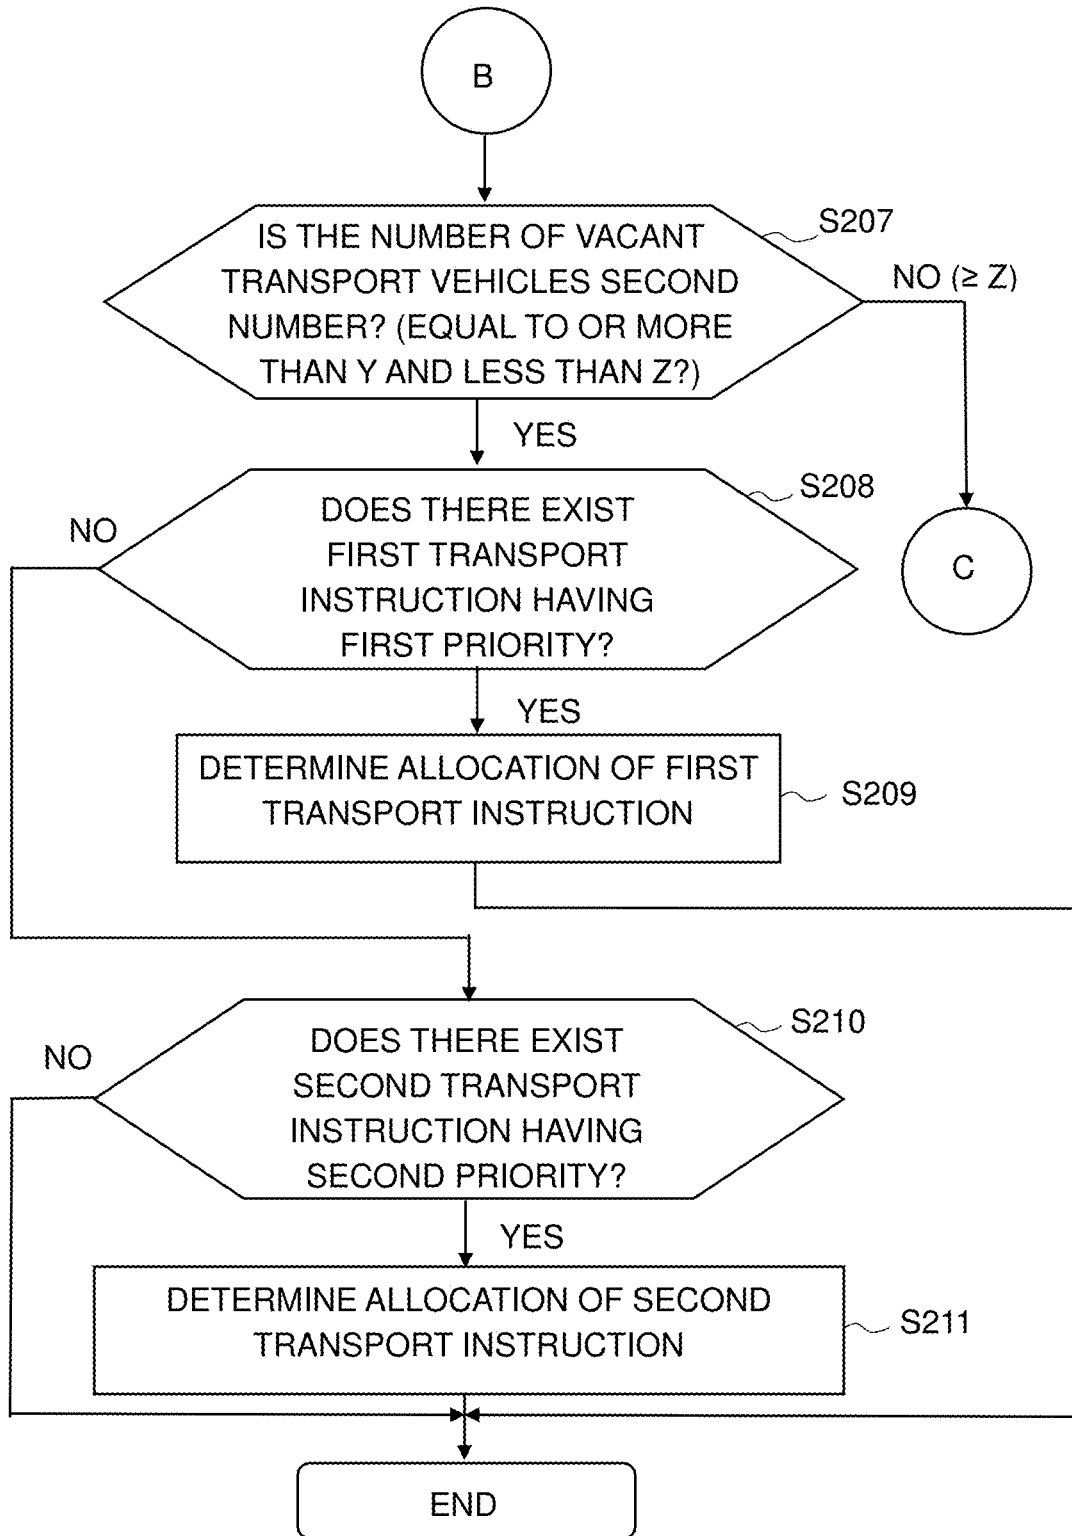 B
IS THE NUMBER OF VACANT
TRANSPORT VEHICLES SECOND
NUMBER? (EQUAL TO OR MORE
THAN Y AND LESS THAN Z?)
S207
NO (≥ Z)
YES
C
DOES THERE EXIST
FIRST TRANSPORT
INSTRUCTION HAVING
FIRST PRIORITY?
S208
NO
YES
DETERMINE ALLOCATION OF FIRST
TRANSPORT INSTRUCTION
S209
DOES THERE EXIST
SECOND TRANSPORT
INSTRUCTION HAVING
SECOND PRIORITY?
S210
NO
YES
DETERMINE ALLOCATION OF SECOND
TRANSPORT INSTRUCTION
S211
END